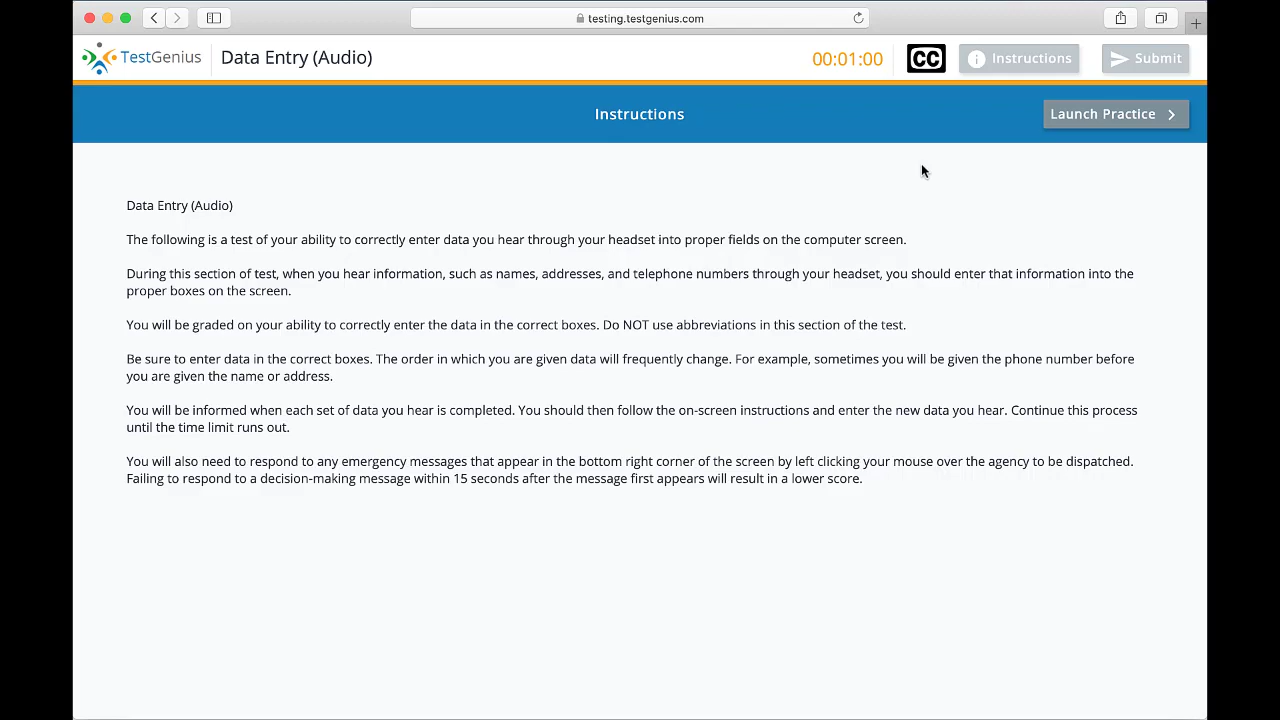 testing.testgenius.com
TestGenius
Data Entry (Audio)
00:01:00
CC
Instructions
Submit
Instructions
Launch Practice
Data Entry (Audio)
The following is a test of your ability to correctly enter data you hear through your headset into proper fields on the computer screen.
During this section of test, when you hear information, such as names, addresses, and telephone numbers through your headset, you should enter that information into the
proper boxes on the screen.
You will be graded on your ability to correctly enter the data in the correct boxes. Do NOT use abbreviations in this section of the test.
Be sure to enter data in the correct boxes. The order in which you are given data will frequently change. For example, sometimes you will be given the phone number before
you are given the name or address.
You will be informed when each set of data you hear is completed. You should then follow the on-screen instructions and enter the new data you hear. Continue this process
until the time limit runs out.
You will also need to respond to any emergency messages that appear in the bottom right corner of the screen by left clicking your mouse over the agency to be dispatched.
Failing to respond to a decision-making message within 15 seconds after the message first appears will result in a lower score.